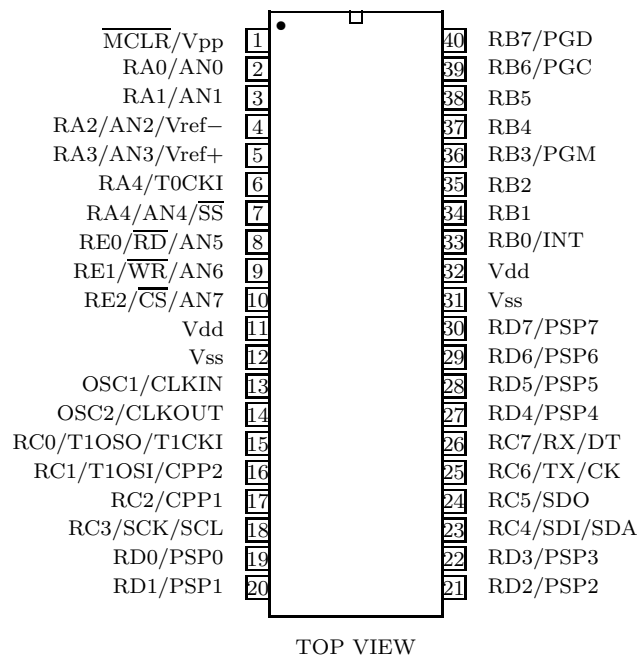 M̅C̅L̅R̅/Vpp 1 40 RB7/PGD
RA0/AN0 2 39 RB6/PGC
RA1/AN1 3 38 RB5
RA2/AN2/Vref− 4 37 RB4
RA3/AN3/Vref+ 5 36 RB3/PGM
RA4/T0CKI 6 35 RB2
RA4/AN4/S̅S̅ 7 34 RB1
RE0/R̅D̅/AN5 8 33 RB0/INT
RE1/W̅R̅/AN6 9 32 Vdd
RE2/C̅S̅/AN7 10 31 Vss
Vdd 11 30 RD7/PSP7
Vss 12 29 RD6/PSP6
OSC1/CLKIN 13 28 RD5/PSP5
OSC2/CLKOUT 14 27 RD4/PSP4
RC0/T1OSO/T1CKI 15 26 RC7/RX/DT
RC1/T1OSI/CPP2 16 25 RC6/TX/CK
RC2/CPP1 17 24 RC5/SDO
RC3/SCK/SCL 18 23 RC4/SDI/SDA
RD0/PSP0 19 22 RD3/PSP3
RD1/PSP1 20 21 RD2/PSP2
TOP VIEW